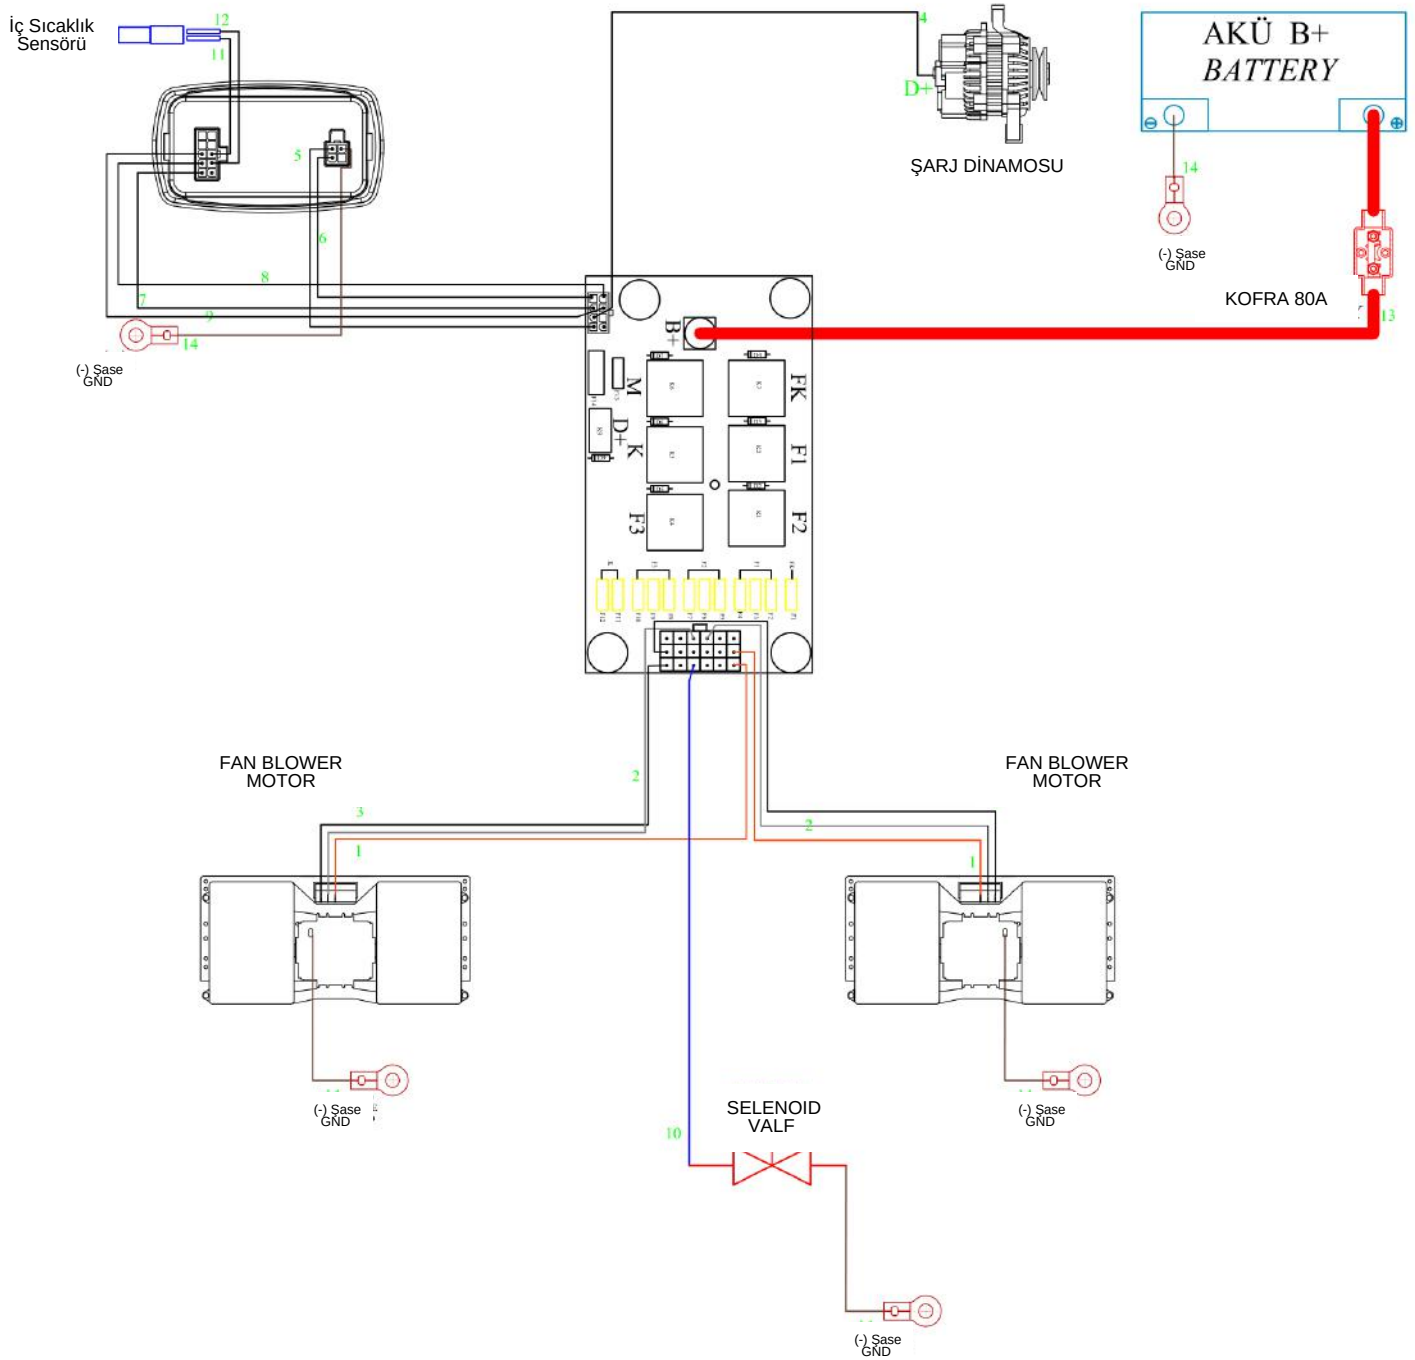 İç Sıcaklık
Sensörü
12
11
4
D+
ŞARJ DİNAMOSU
AKÜ B+
BATTERY
14
(-) Şase
GND
KOFRA 80A
13
5
6
8
7
9
14
(-) Şase
GND
B+
M
FK
D+
K
F1
F3
F2
FAN BLOWER
MOTOR
2
3
1
FAN BLOWER
MOTOR
2
1
(-) Şase
GND
(-) Şase
GND
SELENOID
VALF
10
(-) Şase
GND